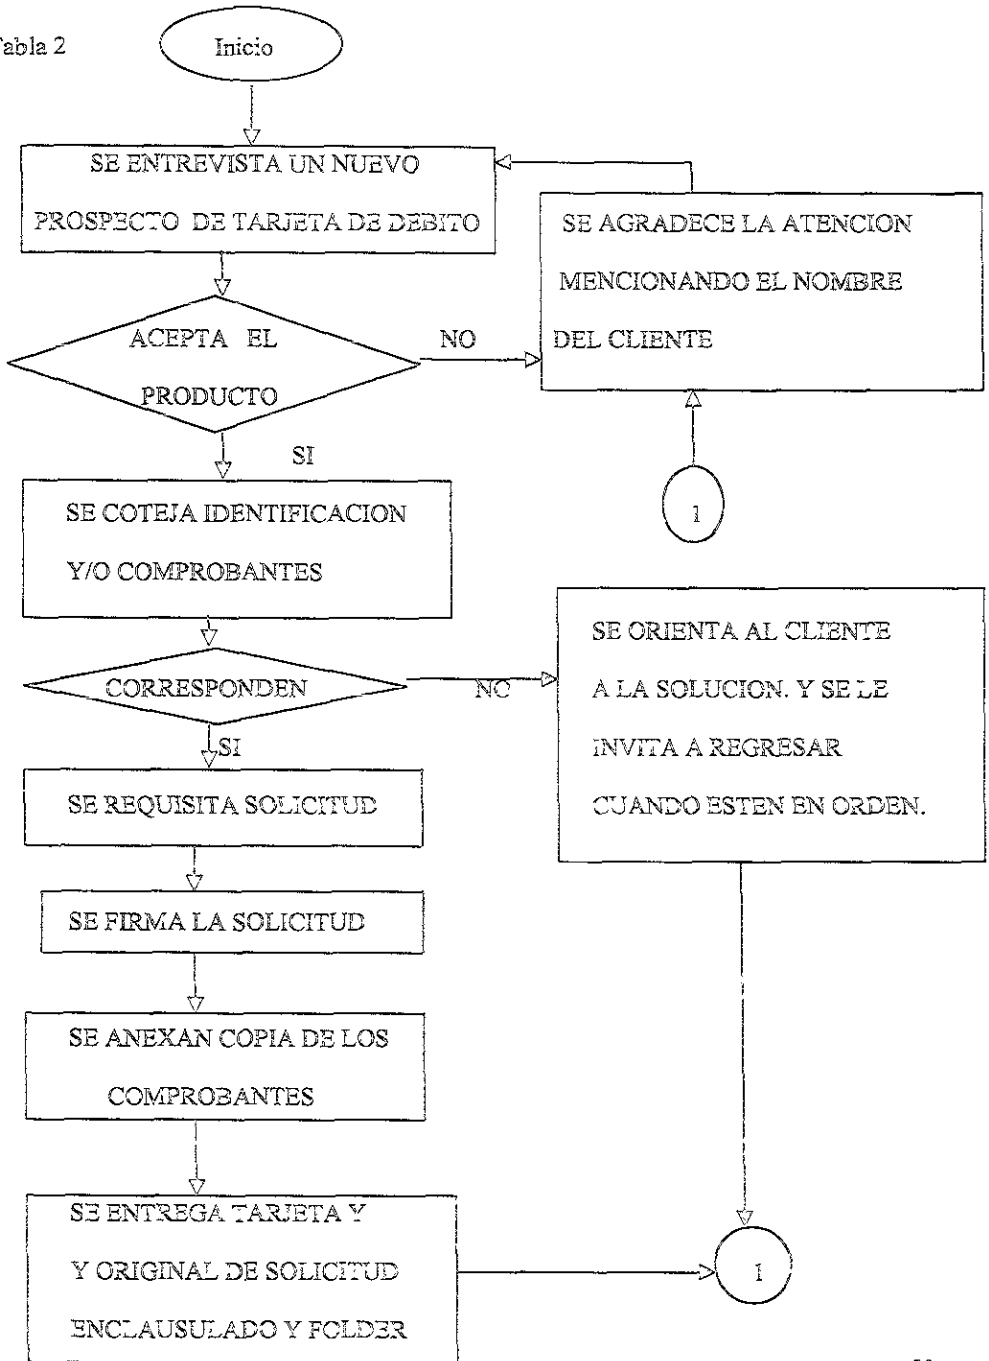 Tabla 2
Inicio
SE ENTREVISTA UN NUEVO
PROSPECTO DE TARJETA DE DEBITO
SE AGRADECE LA ATENCION
MENCIONANDO EL NOMBRE
DEL CLIENTE
ACEPTA EL
PRODUCTO
NO
SI
1
SE COTEJA IDENTIFICACION
Y/O COMPROBANTES
SE ORIENTA AL CLIENTE
A LA SOLUCION. Y SE LE
INVITA A REGRESAR
CUANDO ESTEN EN ORDEN.
CORRESPONDEN
NO
SI
SE REQUISITA SOLICITUD
SE FIRMA LA SOLICITUD
SE ANEXAN COPIA DE LOS
COMPROBANTES
SE ENTREGA TARJETA Y
Y ORIGINAL DE SOLICITUD
ENCLAUSULADO Y FOLDER
1